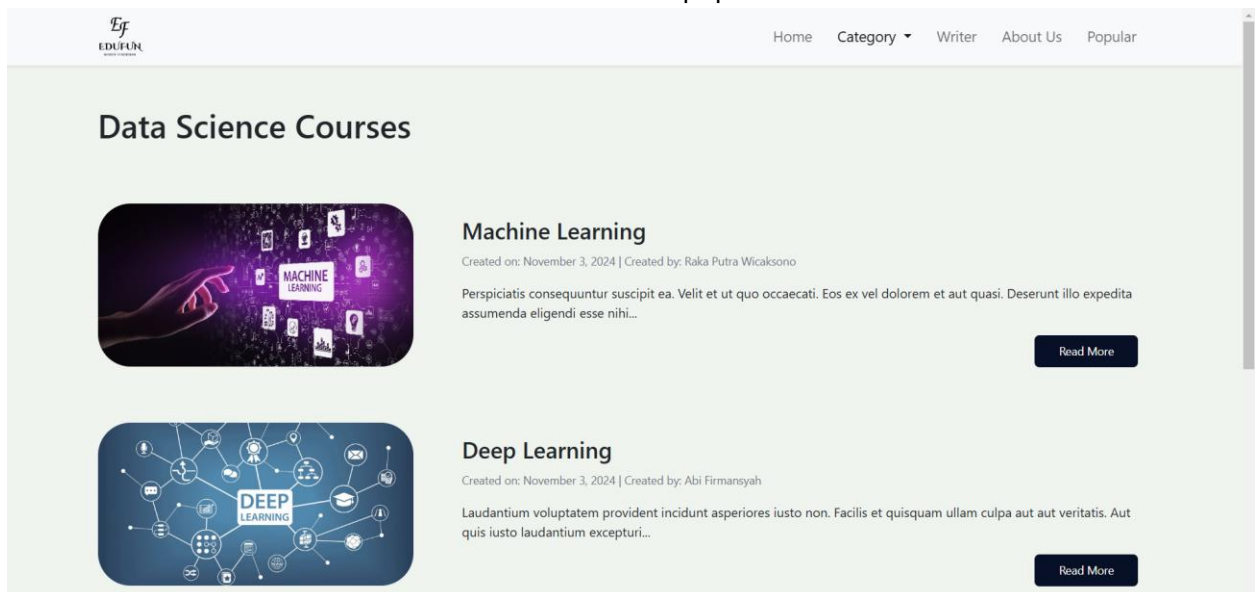 EF
EDUFUN
Home Category Writer About Us Popular
Data Science Courses
MACHINE
LEARNING
Machine Learning
Created on: November 3, 2024 | Created by: Raka Putra Wicaksono
Perspiciatis consequuntur suscipit ea. Velit et ut quo occaecati. Eos ex vel dolorem et aut quasi. Deserunt illo expedita
assumenda eligendi esse nihi...
Read More
DEEP
LEARNING
Deep Learning
Created on: November 3, 2024 | Created by: Abi Firmansyah
Laudantium voluptatem provident incidunt asperiores iusto non. Facilis et quisquam ullam culpa aut aut veritatis. Aut
quis iusto laudantium excepturi...
Read More